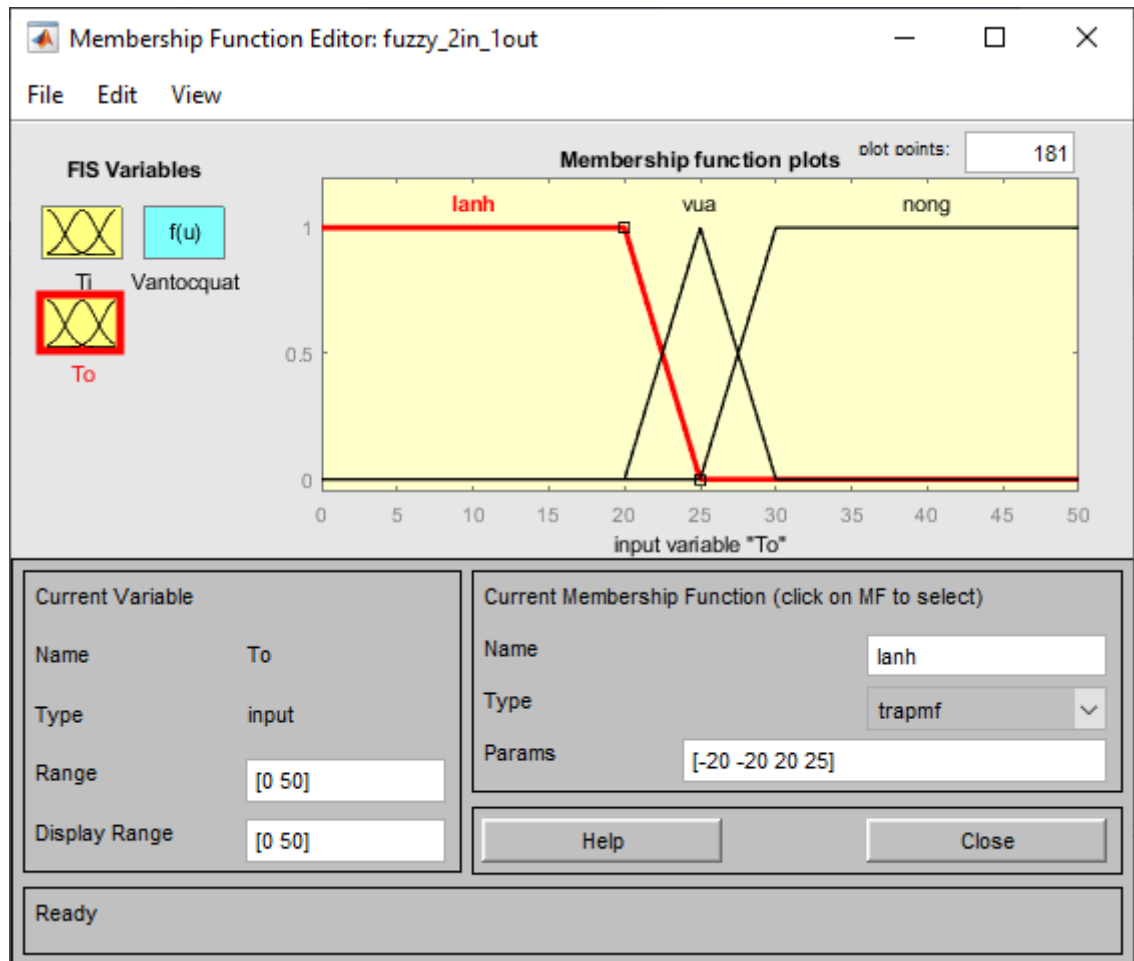 Membership Function Editor: fuzzy_2in_1out
File Edit View
FIS Variables
f(u)
Ti Vantocquat
To
Membership function plots plot points: 181
lanh vua nong
1
0.5
0
0 5 10 15 20 25 30 35 40 45 50
input variable "To"
Current Variable
Name To
Type input
Range [0 50]
Display Range [0 50]
Current Membership Function (click on MF to select)
Name lanh
Type trapmf
Params [-20 -20 20 25]
Help Close
Ready